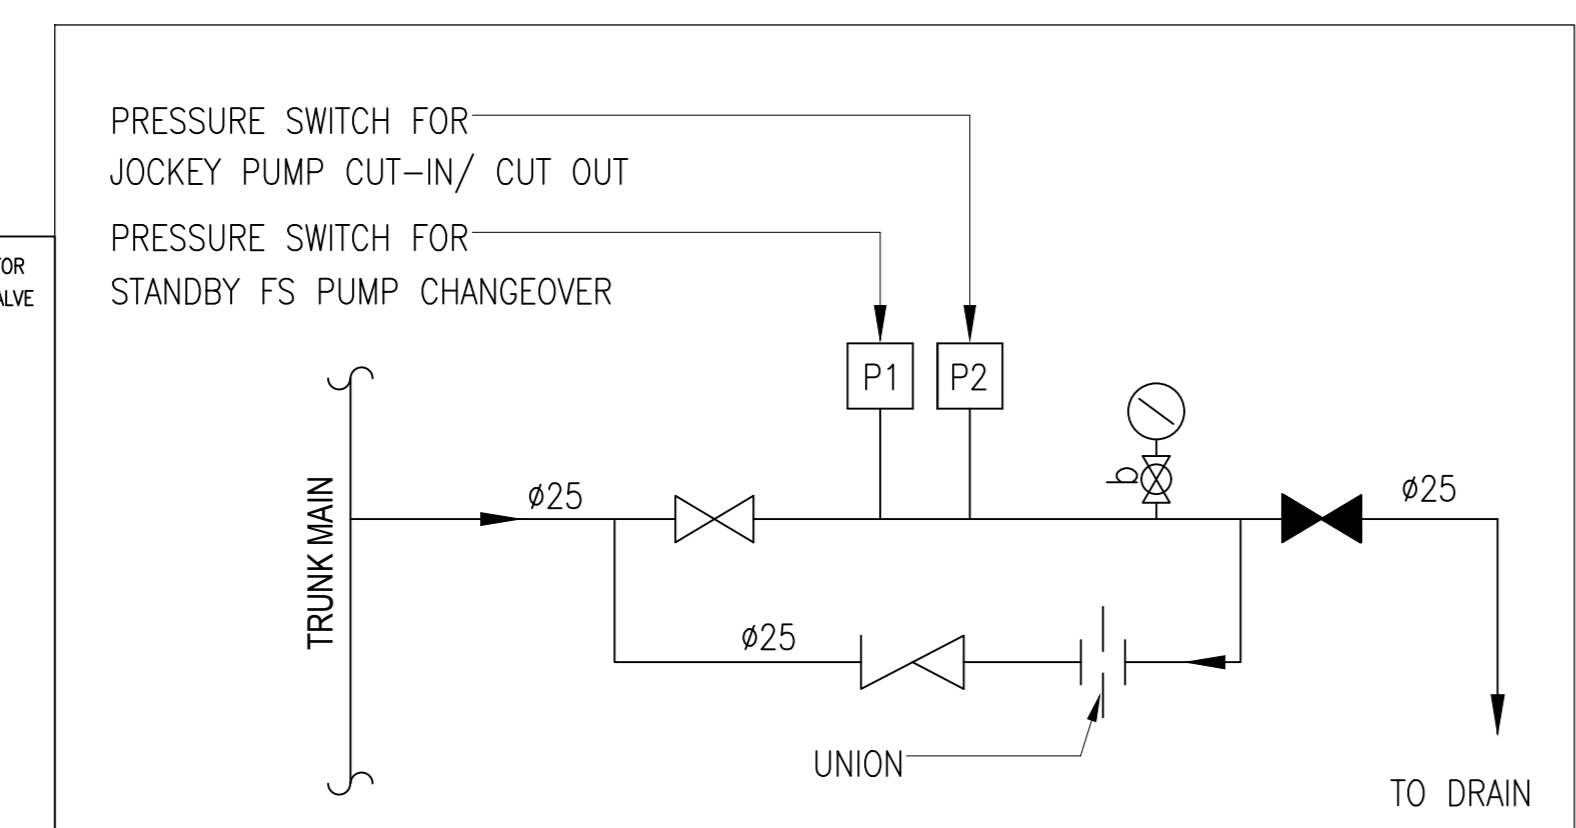 PRESSURE SWITCH FOR
JOCKEY PUMP CUT-IN/ CUT OUT
PRESSURE SWITCH FOR
STANDBY FS PUMP CHANGEOVER
TOR
ALVE
P1
P2
b
TRUNK MAIN
ø25
ø25
ø25
UNION
TO DRAIN